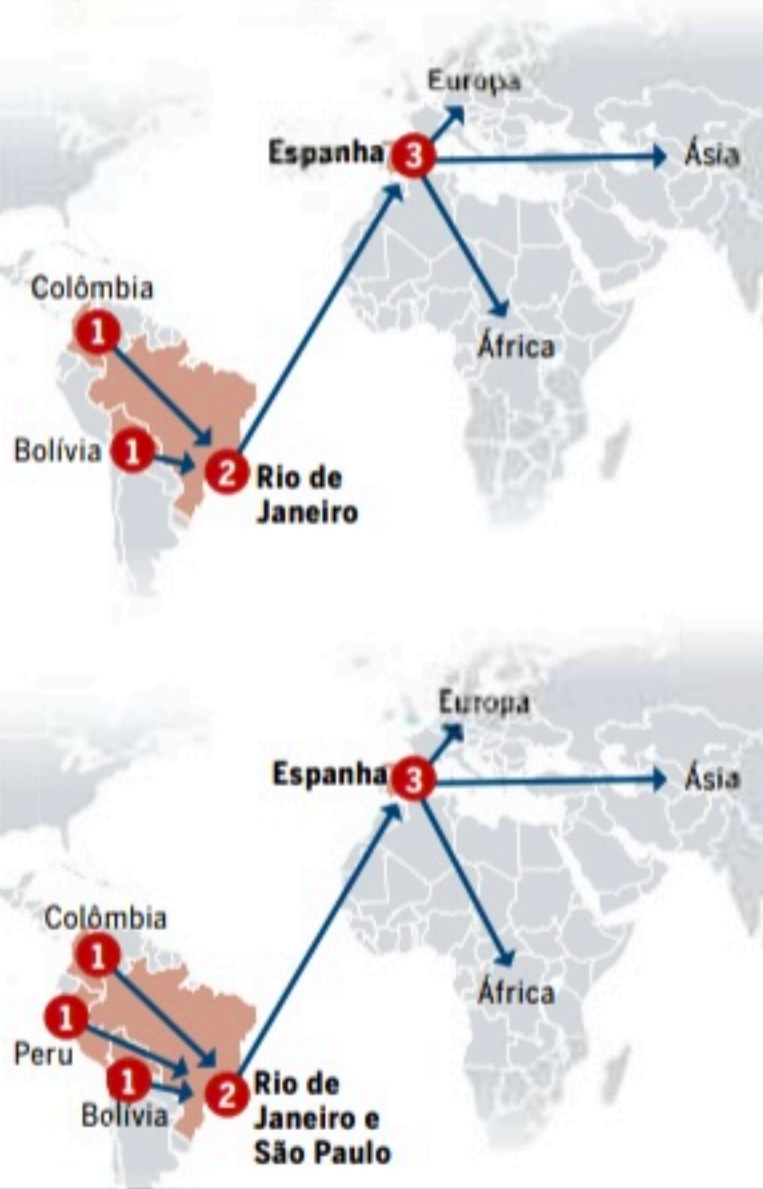 Europa
Espanha 3 Ásia
Colômbia
1
África
Bolívia 1
2 Rio de
Janeiro
Europa
Espanha 3 Ásia
Colômbia
1
África
1
Peru
1
Bolívia
2 Rio de
Janeiro e
São Paulo